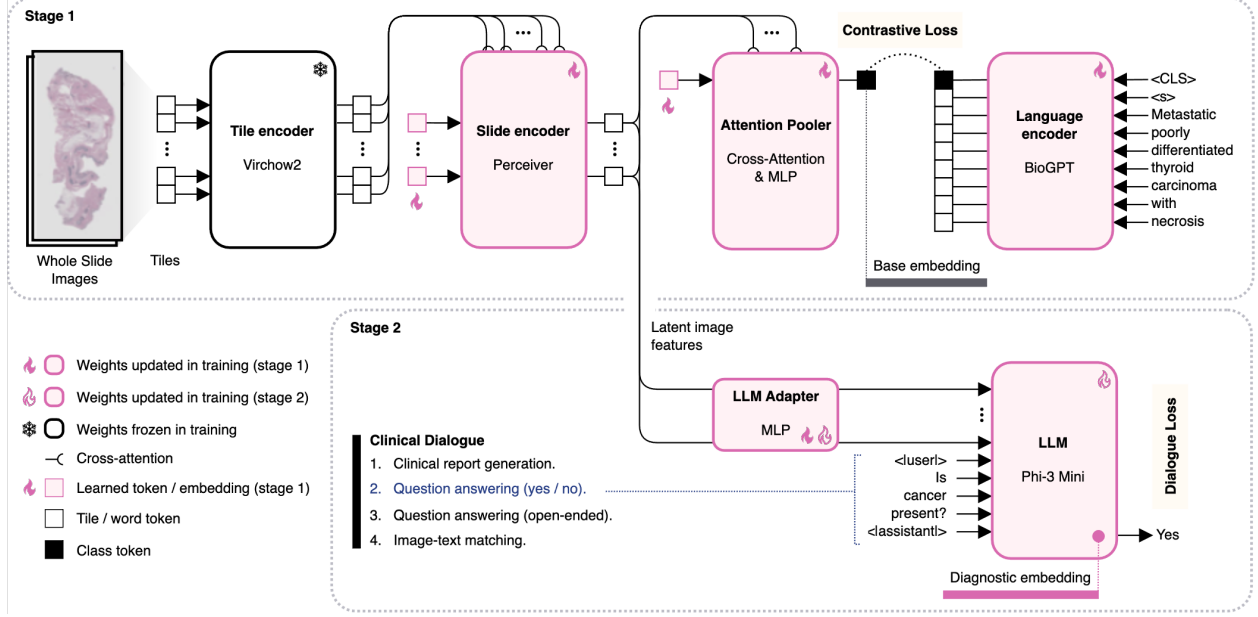 Stage 1
Whole Slide
Images
Tiles
Tile encoder
Virchow2
...
Slide encoder
Perceiver
...
Attention Pooler
Cross-Attention
& MLP
Contrastive Loss
Base embedding
Language
encoder
BioGPT
<CLS>
<s>
Metastatic
poorly
differentiated
thyroid
carcinoma
with
necrosis
Weights updated in training (stage 1)
Weights updated in training (stage 2)
Weights frozen in training
Cross-attention
Learned token / embedding (stage 1)
Tile / word token
Class token
Stage 2
Latent image
features
Clinical Dialogue
1. Clinical report generation.
2. Question answering (yes / no).
3. Question answering (open-ended).
4. Image-text matching.
LLM Adapter
MLP
<|user|>
Is
cancer
present?
<|assistant|>
LLM
Phi-3 Mini
Dialogue Loss
Yes
Diagnostic embedding